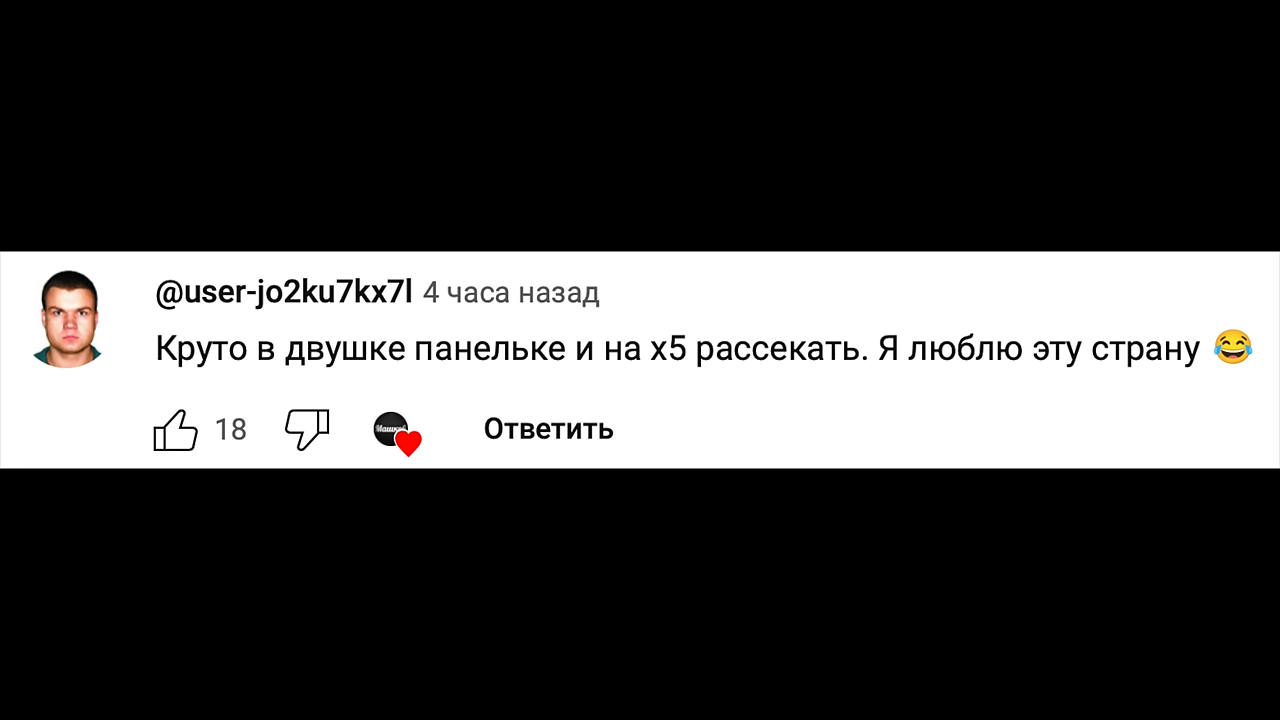 @user-jo2ku7kx7l 4 часа назад
Круто в двушке панельке и на х5 рассекать. Я люблю эту страну 😂
18 Ответить